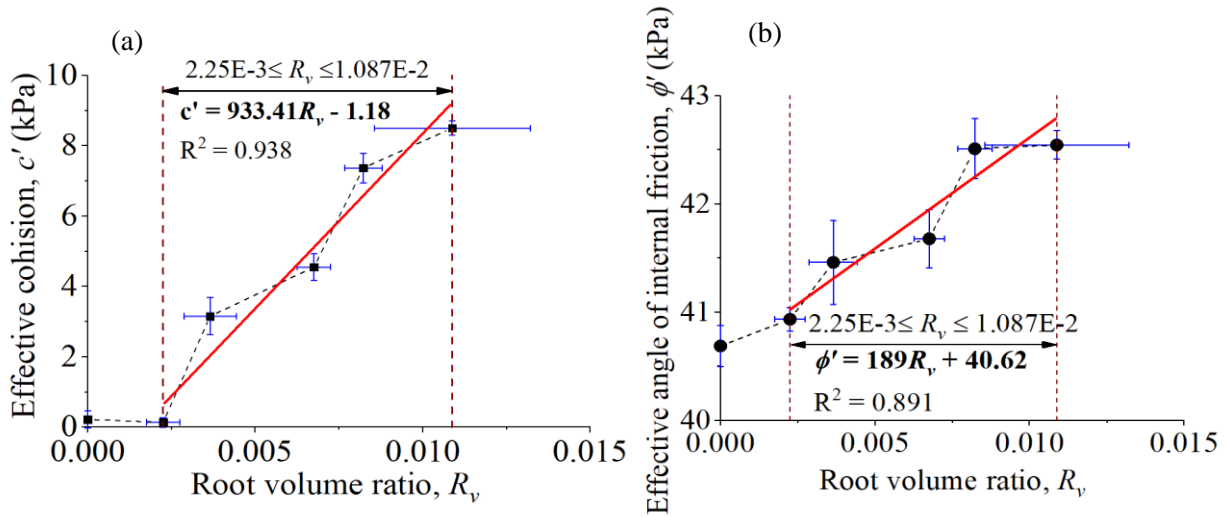 (a)
Effective cohision, c′ (kPa)
10
8
6
4
2
0
2.25E-3≤ Rv ≤1.087E-2
c' = 933.41Rv - 1.18
R2 = 0.938
0.000
0.005
0.010
0.015
Root volume ratio, Rv
(b)
Effective angle of internal friction, ϕ′ (kPa)
43
42
41
40
2.25E-3≤ Rv ≤ 1.087E-2
ϕ′ = 189Rv + 40.62
R2 = 0.891
0.000
0.005
0.010
0.015
Root volume ratio, Rv